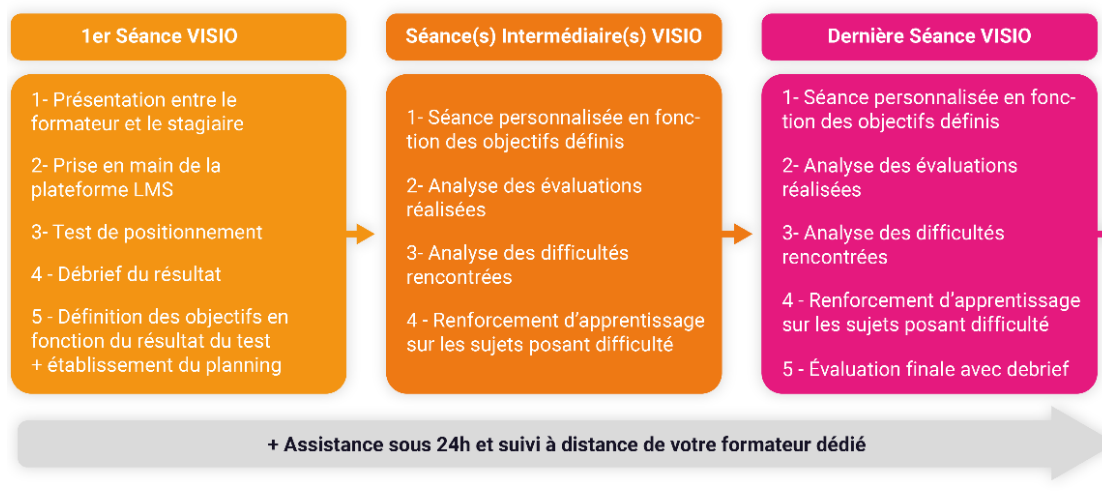 1er Séance VISIO
1- Présentation entre le
formateur et le stagiaire
2- Prise en main de la
plateforme LMS
3- Test de positionnement
4 - Débrief du résultat
5 - Définition des objectifs en
fonction du résultat du test
+ établissement du planning
Séance(s) Intermédiaire(s) VISIO
1- Séance personnalisée en fonc-
tion des objectifs définis
2- Analyse des évaluations
réalisées
3- Analyse des difficultés
rencontrées
4 - Renforcement d’apprentissage
sur les sujets posant difficulté
Dernière Séance VISIO
1- Séance personnalisée en fonc-
tion des objectifs définis
2- Analyse des évaluations
réalisées
3- Analyse des difficultés
rencontrées
4 - Renforcement d’apprentissage
sur les sujets posant difficulté
5 - Évaluation finale avec debrief
+ Assistance sous 24h et suivi à distance de votre formateur dédié